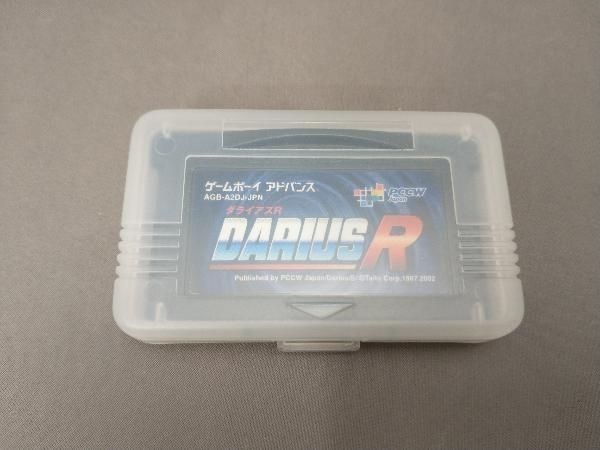 ゲームボーイ アドバンス
AGB-A2DJ-JPN
PCCW
Japan
ダライアスR
DARIUS R
Published by PCCW Japan/DariusR/©Taito Corp.1987,2002